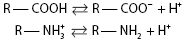 R — COOH ⇌ R — COO⁻ + H⁺
R — NH₃⁺ ⇌ R — NH₂ + H⁺